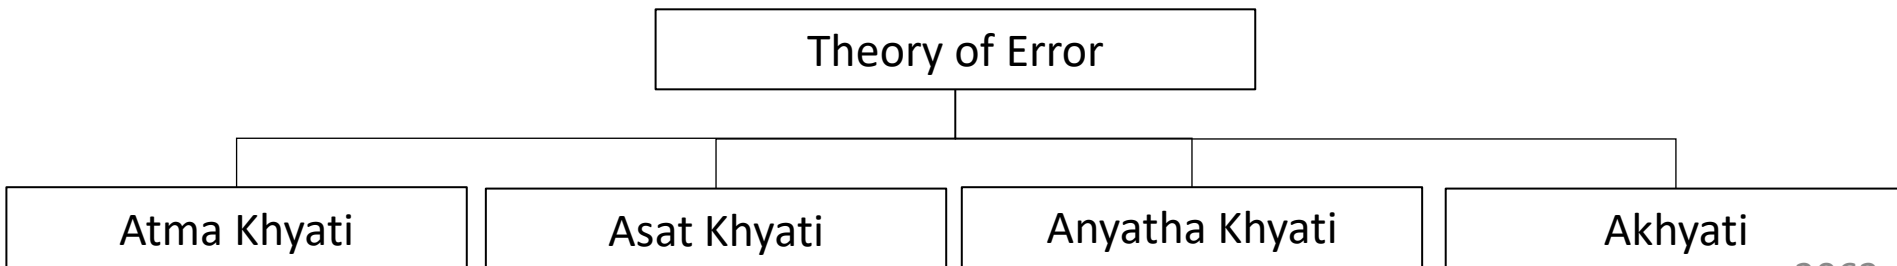 Theory of Error
Atma Khyati
Asat Khyati
Anyatha Khyati
Akhyati